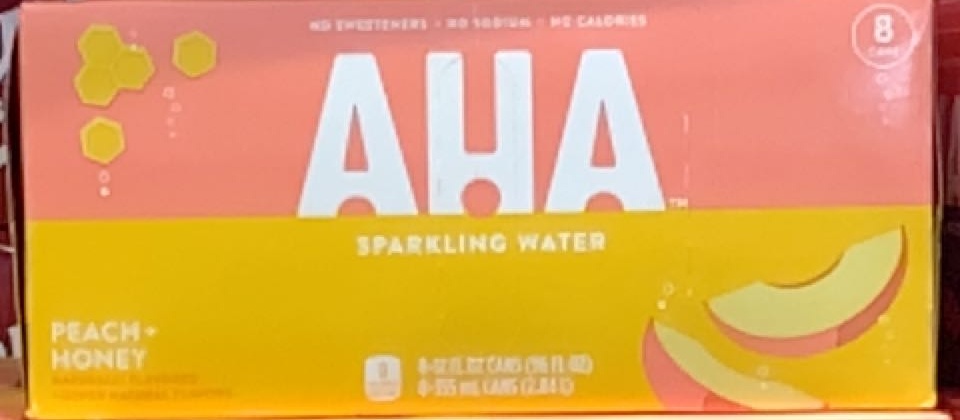 NO SWEETENERS • NO SODIUM • NO CALORIES
8
CANS
AHA™
SPARKLING WATER
PEACH +
HONEY
8-12 FL OZ CANS (96 FL OZ)
8-355 mL CANS (2.84 L)